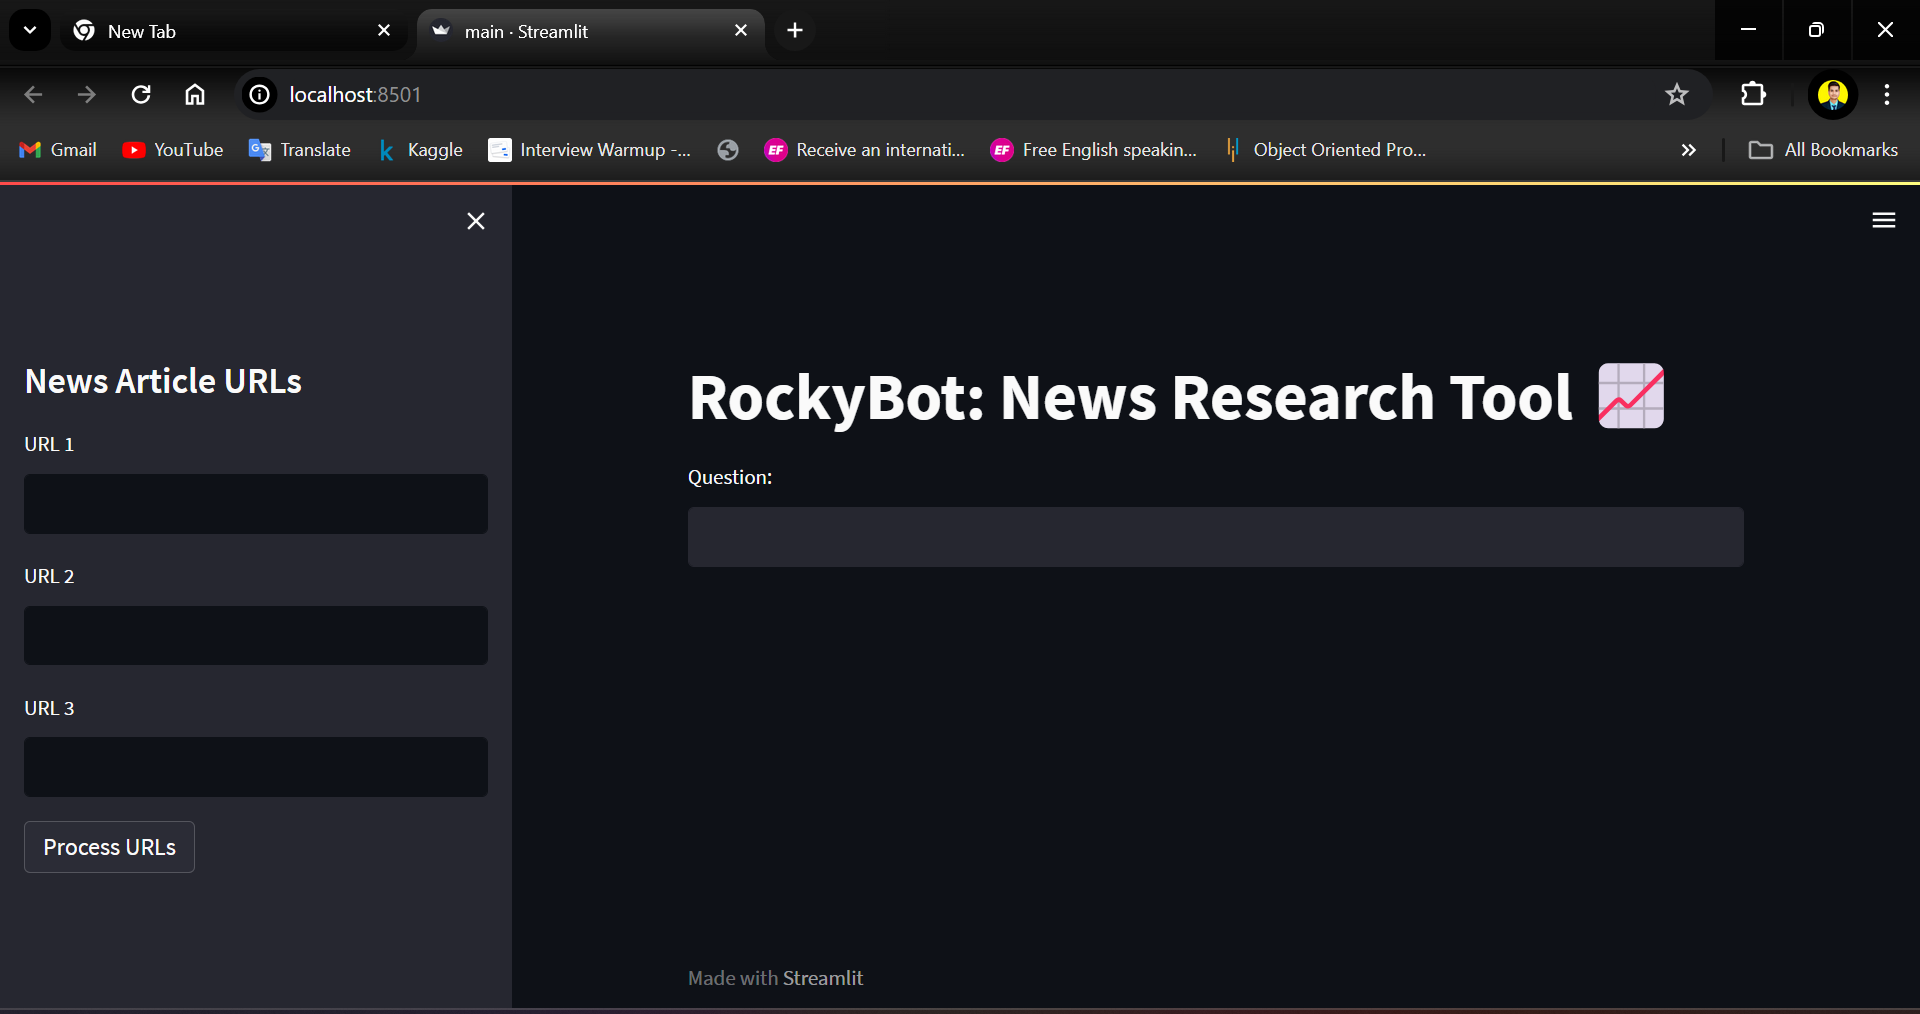 New Tab
main · Streamlit
localhost:8501
Gmail
YouTube
Translate
Kaggle
Interview Warmup -...
EF Receive an internati...
EF Free English speakin...
Object Oriented Pro...
All Bookmarks
News Article URLs
URL 1
URL 2
URL 3
Process URLs
RockyBot: News Research Tool
Question:
Made with Streamlit